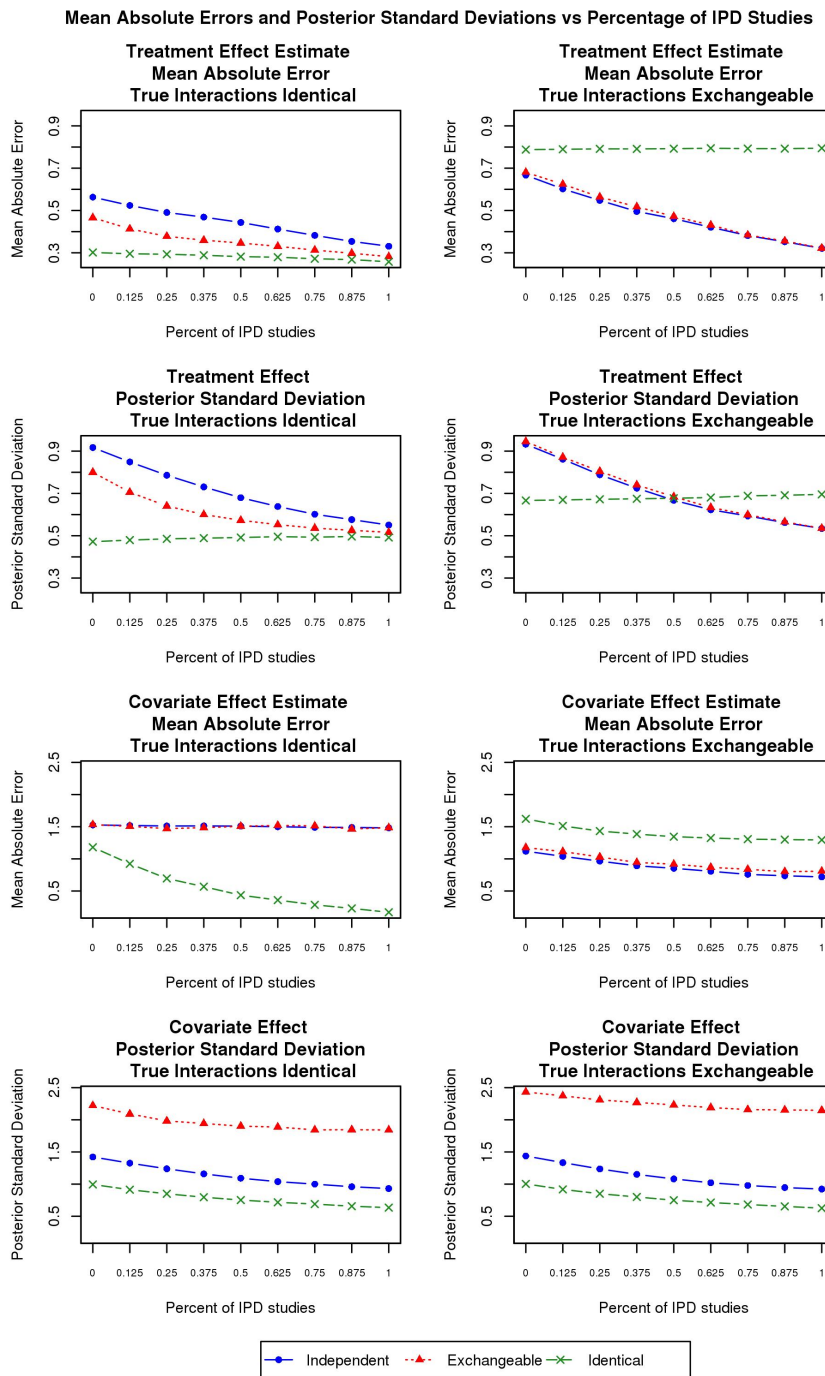 Mean Absolute Errors and Posterior Standard Deviations vs Percentage of IPD Studies
Treatment Effect Estimate
Mean Absolute Error
True Interactions Identical
Mean Absolute Error
0.9
0.7
0.5
0.3
0 0.125 0.25 0.375 0.5 0.625 0.75 0.875 1
Percent of IPD studies
Treatment Effect Estimate
Mean Absolute Error
True Interactions Exchangeable
Mean Absolute Error
0.9
0.7
0.5
0.3
0 0.125 0.25 0.375 0.5 0.625 0.75 0.875 1
Percent of IPD studies
Treatment Effect
Posterior Standard Deviation
True Interactions Identical
Posterior Standard Deviation
0.9
0.7
0.5
0.3
0 0.125 0.25 0.375 0.5 0.625 0.75 0.875 1
Percent of IPD studies
Treatment Effect
Posterior Standard Deviation
True Interactions Exchangeable
Posterior Standard Deviation
0.9
0.7
0.5
0.3
0 0.125 0.25 0.375 0.5 0.625 0.75 0.875 1
Percent of IPD studies
Covariate Effect Estimate
Mean Absolute Error
True Interactions Identical
Mean Absolute Error
2.5
1.5
0.5
0 0.125 0.25 0.375 0.5 0.625 0.75 0.875 1
Percent of IPD studies
Covariate Effect Estimate
Mean Absolute Error
True Interactions Exchangeable
Mean Absolute Error
2.5
1.5
0.5
0 0.125 0.25 0.375 0.5 0.625 0.75 0.875 1
Percent of IPD studies
Covariate Effect
Posterior Standard Deviation
True Interactions Identical
Posterior Standard Deviation
2.5
1.5
0.5
0 0.125 0.25 0.375 0.5 0.625 0.75 0.875 1
Percent of IPD studies
Covariate Effect
Posterior Standard Deviation
True Interactions Exchangeable
Posterior Standard Deviation
2.5
1.5
0.5
0 0.125 0.25 0.375 0.5 0.625 0.75 0.875 1
Percent of IPD studies
Independent Exchangeable Identical